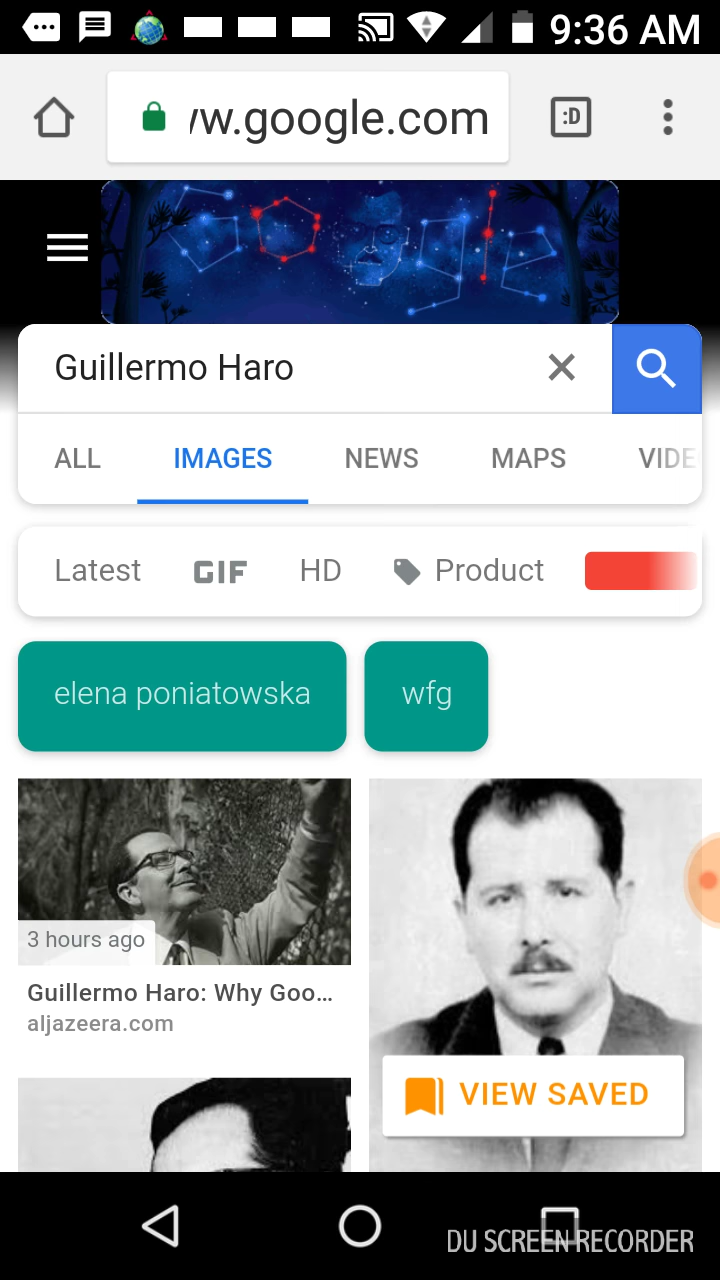 9:36 AM
/w.google.com
:D
Google
Guillermo Haro
ALL IMAGES NEWS MAPS VIDE
Latest GIF HD Product
elena poniatowska wfg
3 hours ago
Guillermo Haro: Why Goo...
aljazeera.com
VIEW SAVED
DU SCREEN RECORDER